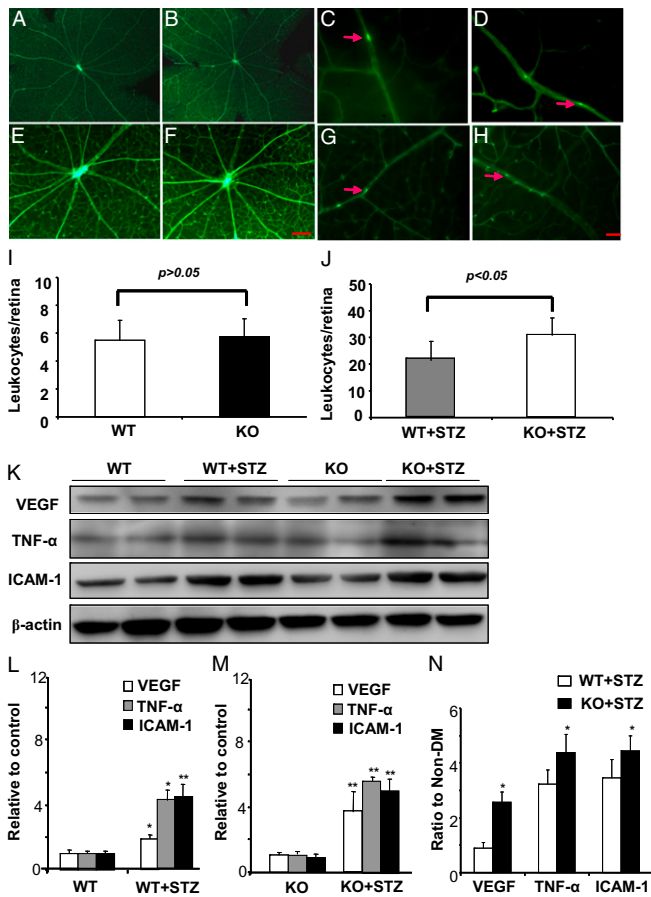 A B C D
E F G H
I
Leukocytes/retina
p>0.05
10
8
6
4
2
0
WT KO
J
Leukocytes/retina
p<0.05
50
40
30
20
10
0
WT+STZ KO+STZ
K
WT WT+STZ KO KO+STZ
VEGF
TNF-α
ICAM-1
β-actin
L
Relative to control
12
8
4
0
VEGF
TNF-α
ICAM-1
* * **
WT WT+STZ
M
Relative to control
12
8
4
0
VEGF
TNF-α
ICAM-1
** ** **
KO KO+STZ
N
WT+STZ
KO+STZ
Ratio to Non-DM
6
4
2
0
* * *
VEGF TNF-α ICAM-1